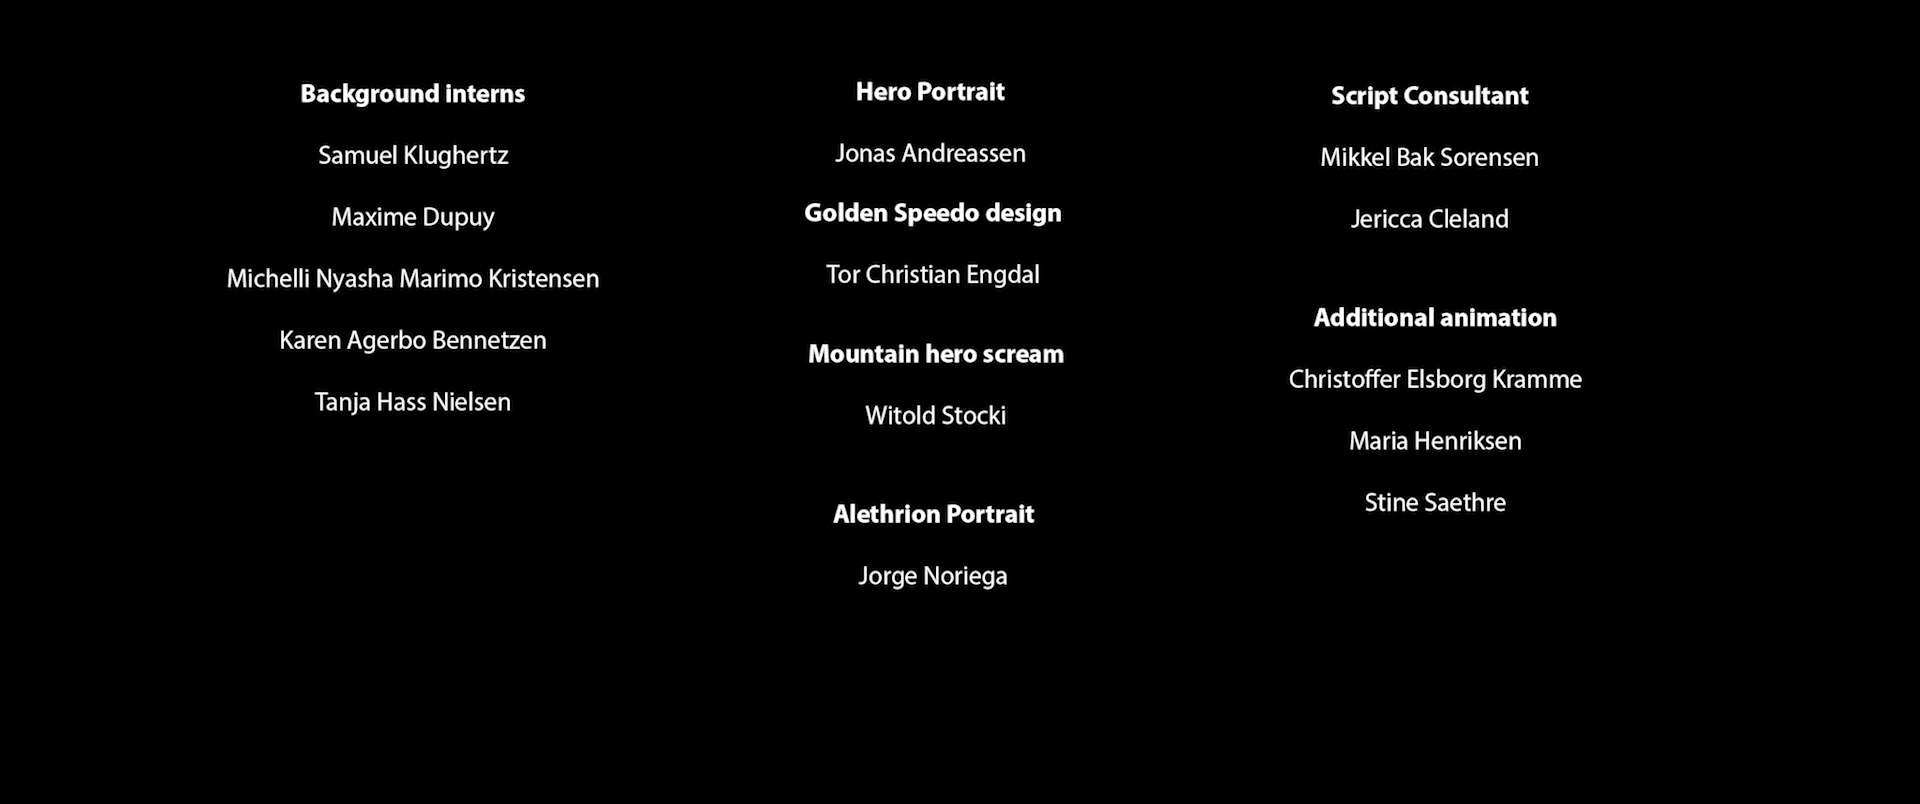 Background interns
Samuel Klughertz
Maxime Dupuy
Michelli Nyasha Marimo Kristensen
Karen Agerbo Bennetzen
Tanja Hass Nielsen
Hero Portrait
Jonas Andreassen
Golden Speedo design
Tor Christian Engdal
Mountain hero scream
Witold Stocki
Alethrion Portrait
Jorge Noriega
Script Consultant
Mikkel Bak Sorensen
Jericca Cleland
Additional animation
Christoffer Elsborg Kramme
Maria Henriksen
Stine Saethre